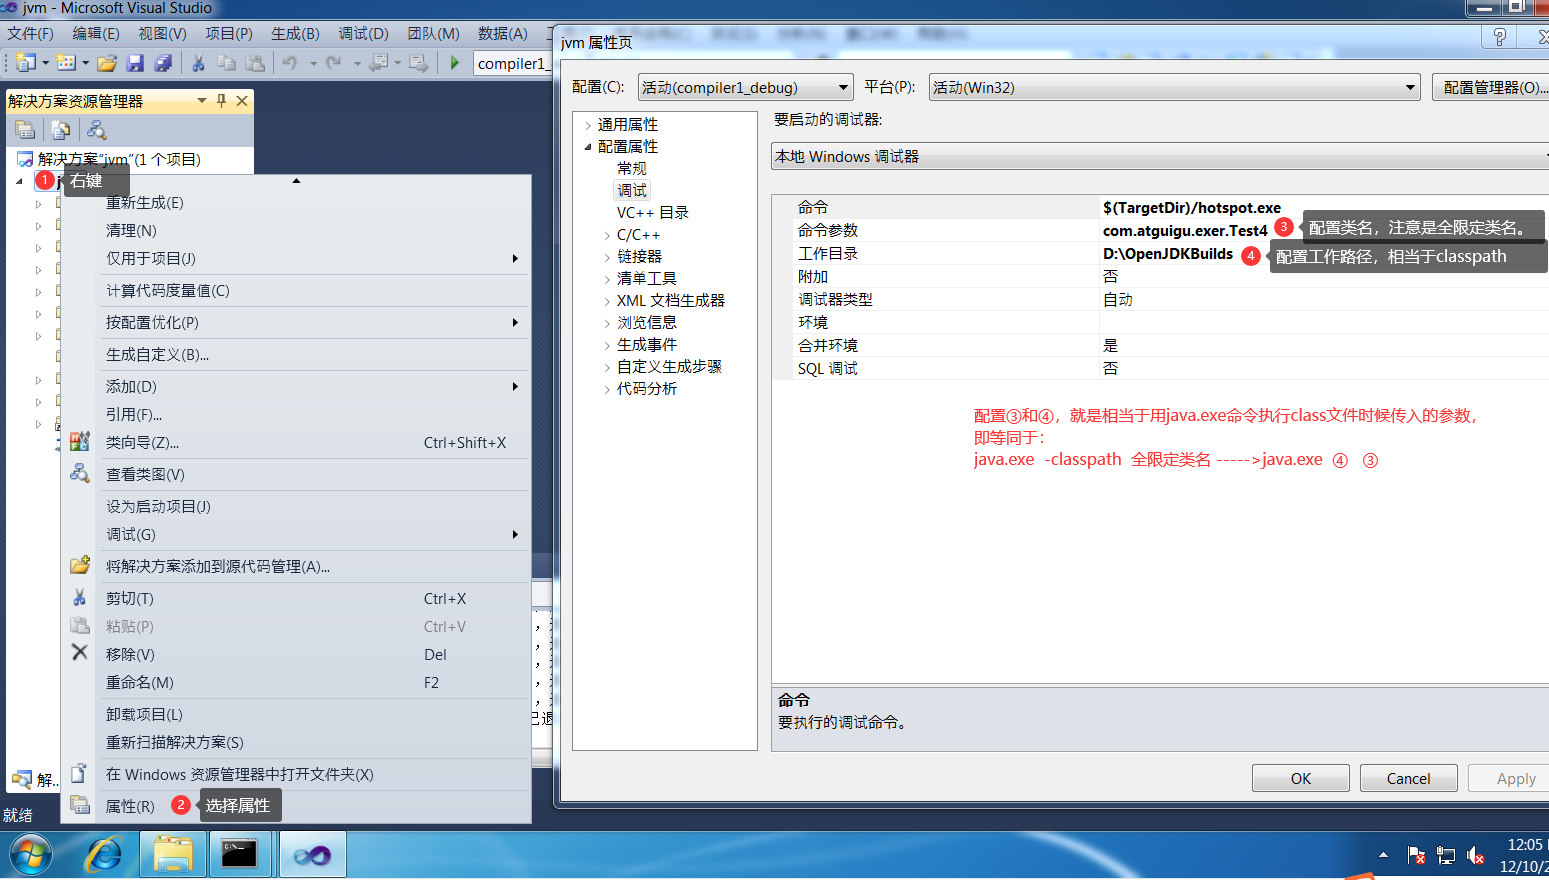 jvm - Microsoft Visual Studio
文件(F) 编辑(E) 视图(V) 项目(P) 生成(B) 调试(D) 团队(M) 数据(A)
compiler1_
解决方案资源管理器
解决方案"jvm"(1 个项目)
1 右键
重新生成(E)
清理(N)
仅用于项目(J)
计算代码度量值(C)
按配置优化(P)
生成自定义(B)...
添加(D)
引用(F)...
类向导(Z)... Ctrl+Shift+X
查看类图(V)
设为启动项目(J)
调试(G)
将解决方案添加到源代码管理(A)...
剪切(T) Ctrl+X
粘贴(P) Ctrl+V
移除(V) Del
重命名(M) F2
卸载项目(L)
重新扫描解决方案(S)
在 Windows 资源管理器中打开文件夹(X)
属性(R) 2 选择属性
解...
就绪
jvm 属性页
配置(C): 活动(compiler1_debug) 平台(P): 活动(Win32) 配置管理器(O)...
通用属性
配置属性
常规
调试
VC++ 目录
C/C++
链接器
清单工具
XML 文档生成器
浏览信息
生成事件
自定义生成步骤
代码分析
要启动的调试器:
本地 Windows 调试器
命令 $(TargetDir)/hotspot.exe
命令参数 com.atguigu.exer.Test4 3 配置类名，注意是全限定类名。
工作目录 D:\OpenJDKBuilds 4 配置工作路径，相当于classpath
附加 否
调试器类型 自动
环境
合并环境 是
SQL 调试 否
配置③和④，就是相当于用java.exe命令执行class文件时候传入的参数，
即等同于：
java.exe -classpath 全限定类名 ----->java.exe ④ ③
命令
要执行的调试命令。
OK Cancel Apply
12:05
12/10/2